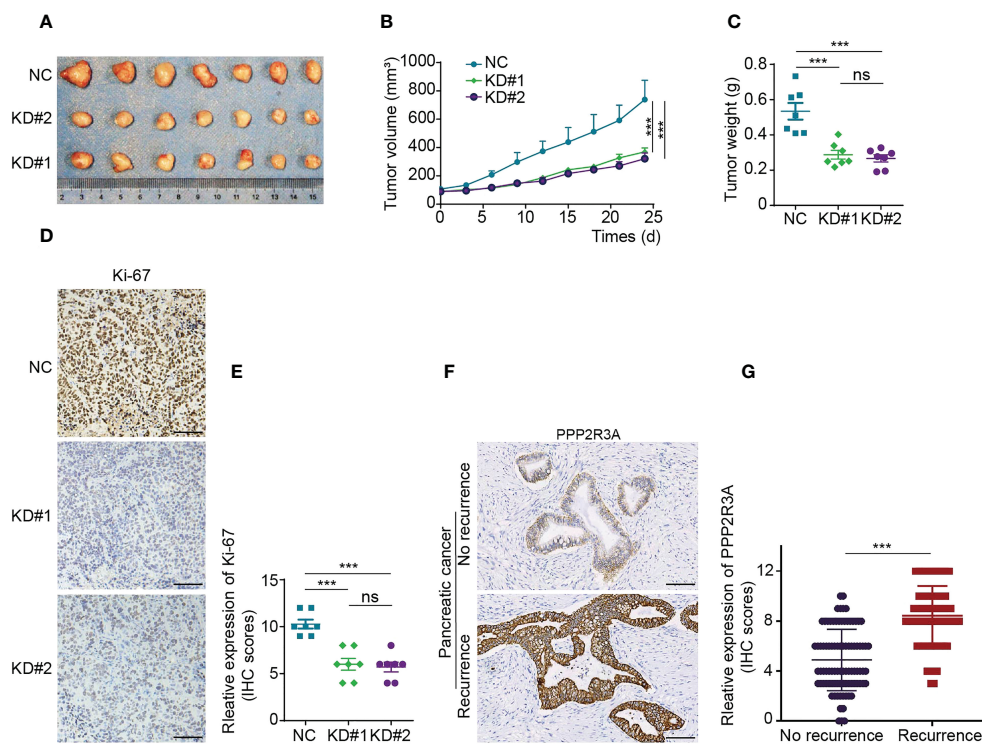 A
NC
KD#2
KD#1
2 3 4 5 6 7 8 9 10 11 12 13 14 15
B
Tumor volume (mm³)
1000
800
600
400
200
0
0 5 10 15 20 25
Times (d)
NC
KD#1
KD#2
***
***
C
Tumor weight (g)
0.8
0.6
0.4
0.2
0.0
***
***
ns
NC KD#1 KD#2
D
Ki-67
NC
KD#1
KD#2
E
Rleative expression of Ki-67
(IHC scores)
15
10
5
0
***
***
ns
NC KD#1 KD#2
F
PPP2R3A
Pancreatic cancer
No recurrence
Recurrence
G
Rleative expression of PPP2R3A
(IHC scores)
12
8
4
0
***
No recurrence Recurrence